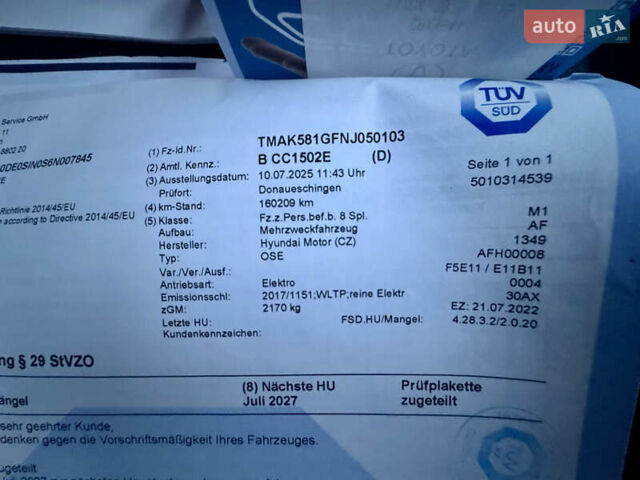 auto RIA.com
Service GmbH
11
8802 20
0DE0SIN0S6N007845
Richtlinie 2014/45/EU
according to Directive 2014/45/EU
TÜV
SÜD
(1) Fz-Id.Nr.: TMAK581GFNJ050103
(2) Amtl. Kennz.: B CC1502E (D) Seite 1 von 1
(3) Ausstellungsdatum: 10.07.2025 11:43 Uhr 5010314539
Prüfort: Donaueschingen
(4) km-Stand: 160209 km
(5) Klasse: Fz.z.Pers.bef.b. 8 Spl. M1
Aufbau: Mehrzweckfahrzeug AF
Hersteller: Hyundai Motor (CZ) 1349
Typ: OSE AFH00008
Var./Ver./Ausf.: F5E11 / E11B11
Antriebsart: Elektro 0004
Emissionsschl.: 2017/1151;WLTP;reine Elektr 30AX
zGM: 2170 kg EZ: 21.07.2022
Letzte HU: FSD.HU/Mangel: 4.28.3.2/2.0.20
Kundenkennzeichen:
ng § 29 StVZO
(8) Nächste HU Prüfplakette
ängel Juli 2027 zugeteilt
sehr geehrter Kunde,
denken gegen die Vorschriftsmäßigkeit Ihres Fahrzeuges.
ugeteilt